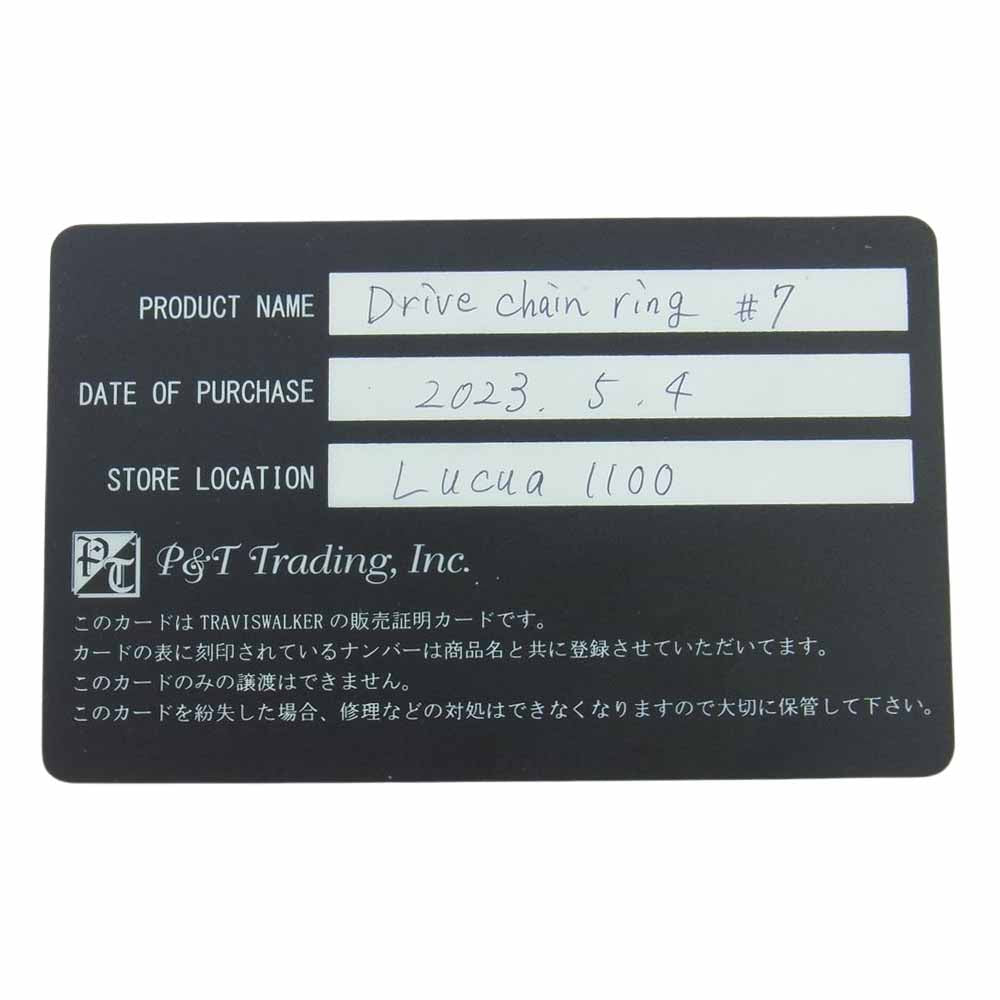 PRODUCT NAME Drive chain ring #7
DATE OF PURCHASE 2023. 5. 4
STORE LOCATION Lucua 1100
PT P&T Trading, Inc.
このカードは TRAVISWALKER の販売証明カードです。
カードの表に刻印されているナンバーは商品名と共に登録させていただいてます。
このカードのみの譲渡はできません。
このカードを紛失した場合、修理などの対処はできなくなりますので大切に保管して下さい。